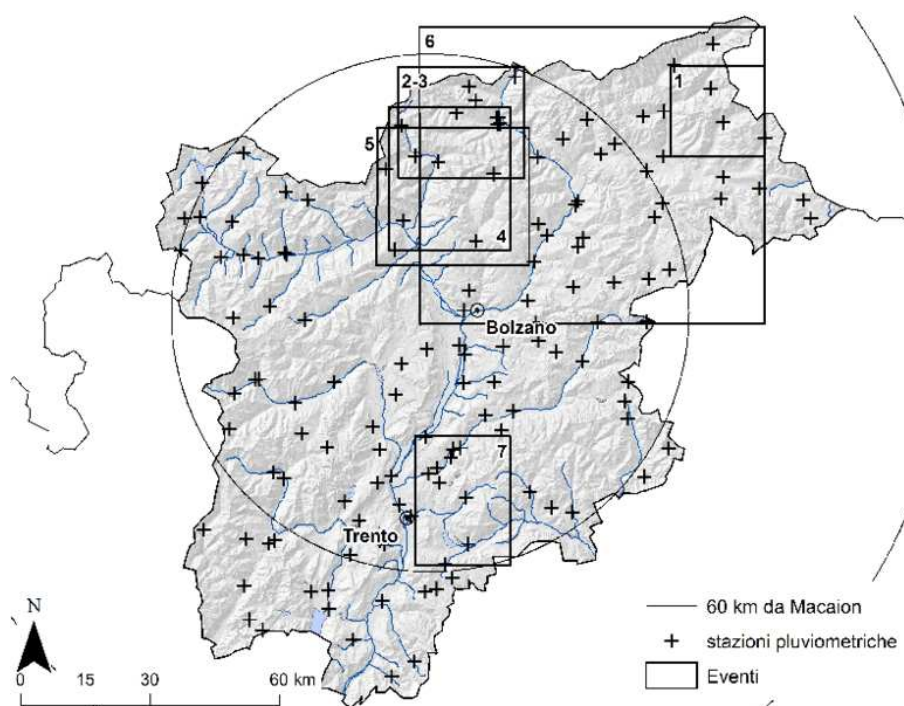 6
1
2-3
5
4
Bolzano
7
Trento
N
60 km da Macaion
stazioni pluviometriche
Eventi
0 15 30 60 km